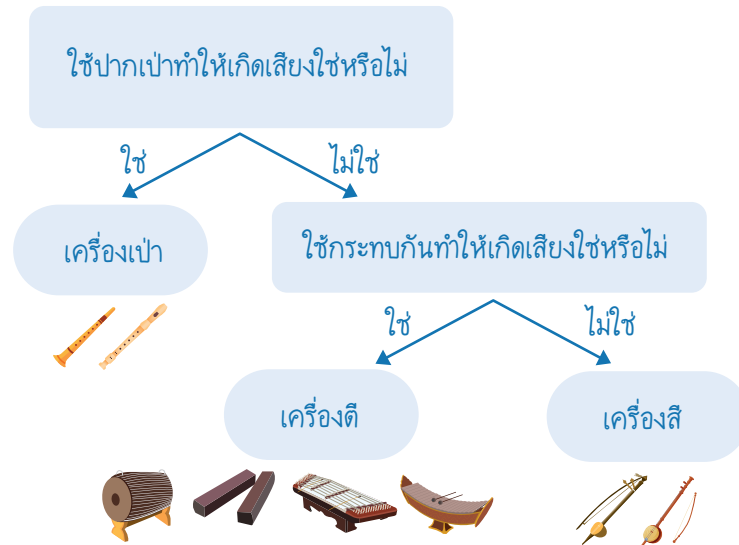 ใช้ปากเป่าทำให้เกิดเสียงใช่หรือไม่
ใช่
ไม่ใช่
เครื่องเป่า
ใช้กระทบกันทำให้เกิดเสียงใช่หรือไม่
ใช่
ไม่ใช่
เครื่องตี
เครื่องสี